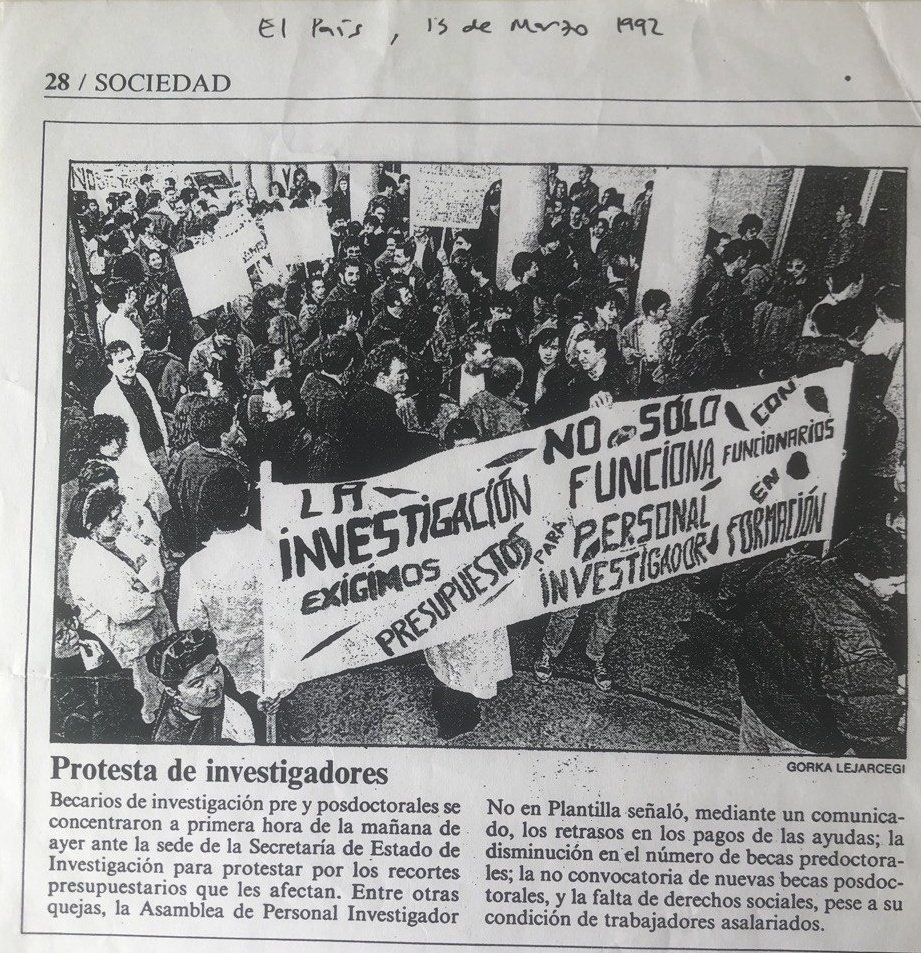 El País, 13 de Marzo 1992
28 / SOCIEDAD
LA INVESTIGACIÓN NO SÓLO FUNCIONA CON FUNCIONARIOS
EXIGIMOS PRESUPUESTOS PARA PERSONAL INVESTIGADOR EN FORMACIÓN
GORKA LEJARCEGI
Protesta de investigadores
Becarios de investigación pre y posdoctorales se
concentraron a primera hora de la mañana de
ayer ante la sede de la Secretaría de Estado de
Investigación para protestar por los recortes
presupuestarios que les afectan. Entre otras
quejas, la Asamblea de Personal Investigador
No en Plantilla señaló, mediante un comunica-
do, los retrasos en los pagos de las ayudas; la
disminución en el número de becas predoctora-
les; la no convocatoria de nuevas becas posdoc-
torales, y la falta de derechos sociales, pese a su
condición de trabajadores asalariados.